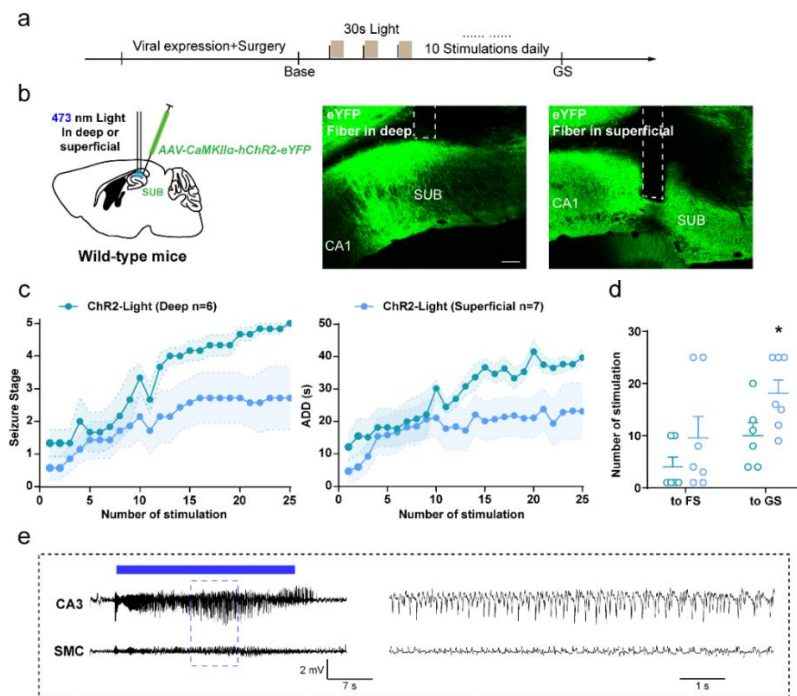 a
30s Light
...... ......
Viral expression+Surgery
10 Stimulations daily
Base
GS
b
473 nm Light
In deep or
superficial
AAV-CaMKIIα-hChR2-eYFP
SUB
Wild-type mice
eYFP
Fiber in deep
SUB
CA1
eYFP
Fiber in superficial
CA1
SUB
c
ChR2-Light (Deep n=6)
ChR2-Light (Superficial n=7)
Seizure Stage
5
4
3
2
1
0
0 5 10 15 20 25
Number of stimulation
ADD (s)
50
40
30
20
10
0
0 5 10 15 20 25
Number of stimulation
d
*
Number of stimulation
30
20
10
0
to FS
to GS
e
CA3
SMC
2 mV
7 s
1 s